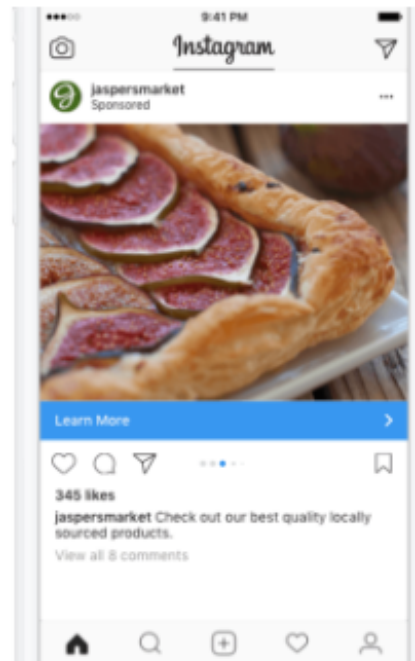 9:41 PM
Instagram
jaspersmarket
Sponsored
Learn More
345 likes
jaspersmarket Check out our best quality locally
sourced products.
View all 8 comments